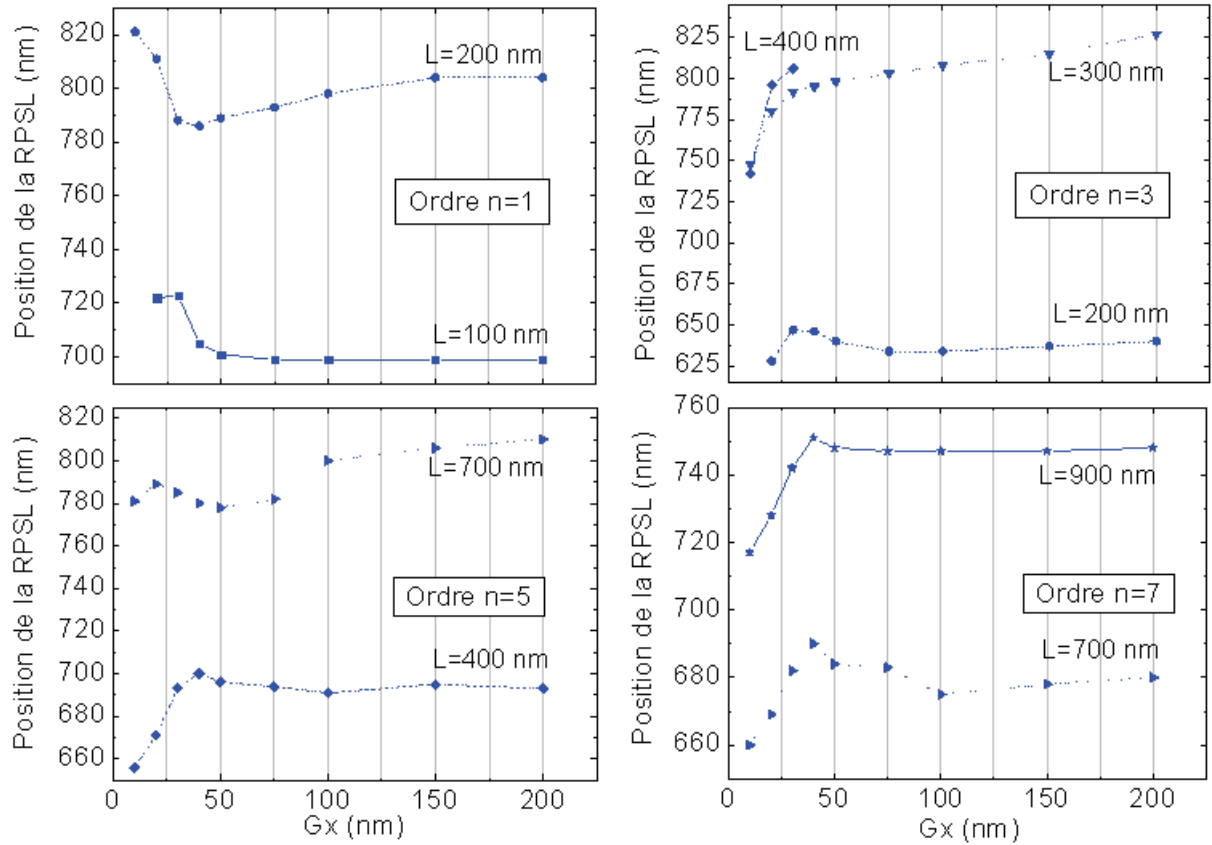 Position de la RPSL (nm)
820
800
780
760
740
720
700
L=200 nm
Ordre n=1
L=100 nm
Position de la RPSL (nm)
825
800
775
750
725
700
675
650
625
L=400 nm
L=300 nm
Ordre n=3
L=200 nm
Position de la RPSL (nm)
820
800
780
760
740
720
700
680
660
L=700 nm
Ordre n=5
L=400 nm
0
50
100
150
200
Gx (nm)
Position de la RPSL (nm)
760
740
720
700
680
660
L=900 nm
Ordre n=7
L=700 nm
0
50
100
150
200
Gx (nm)